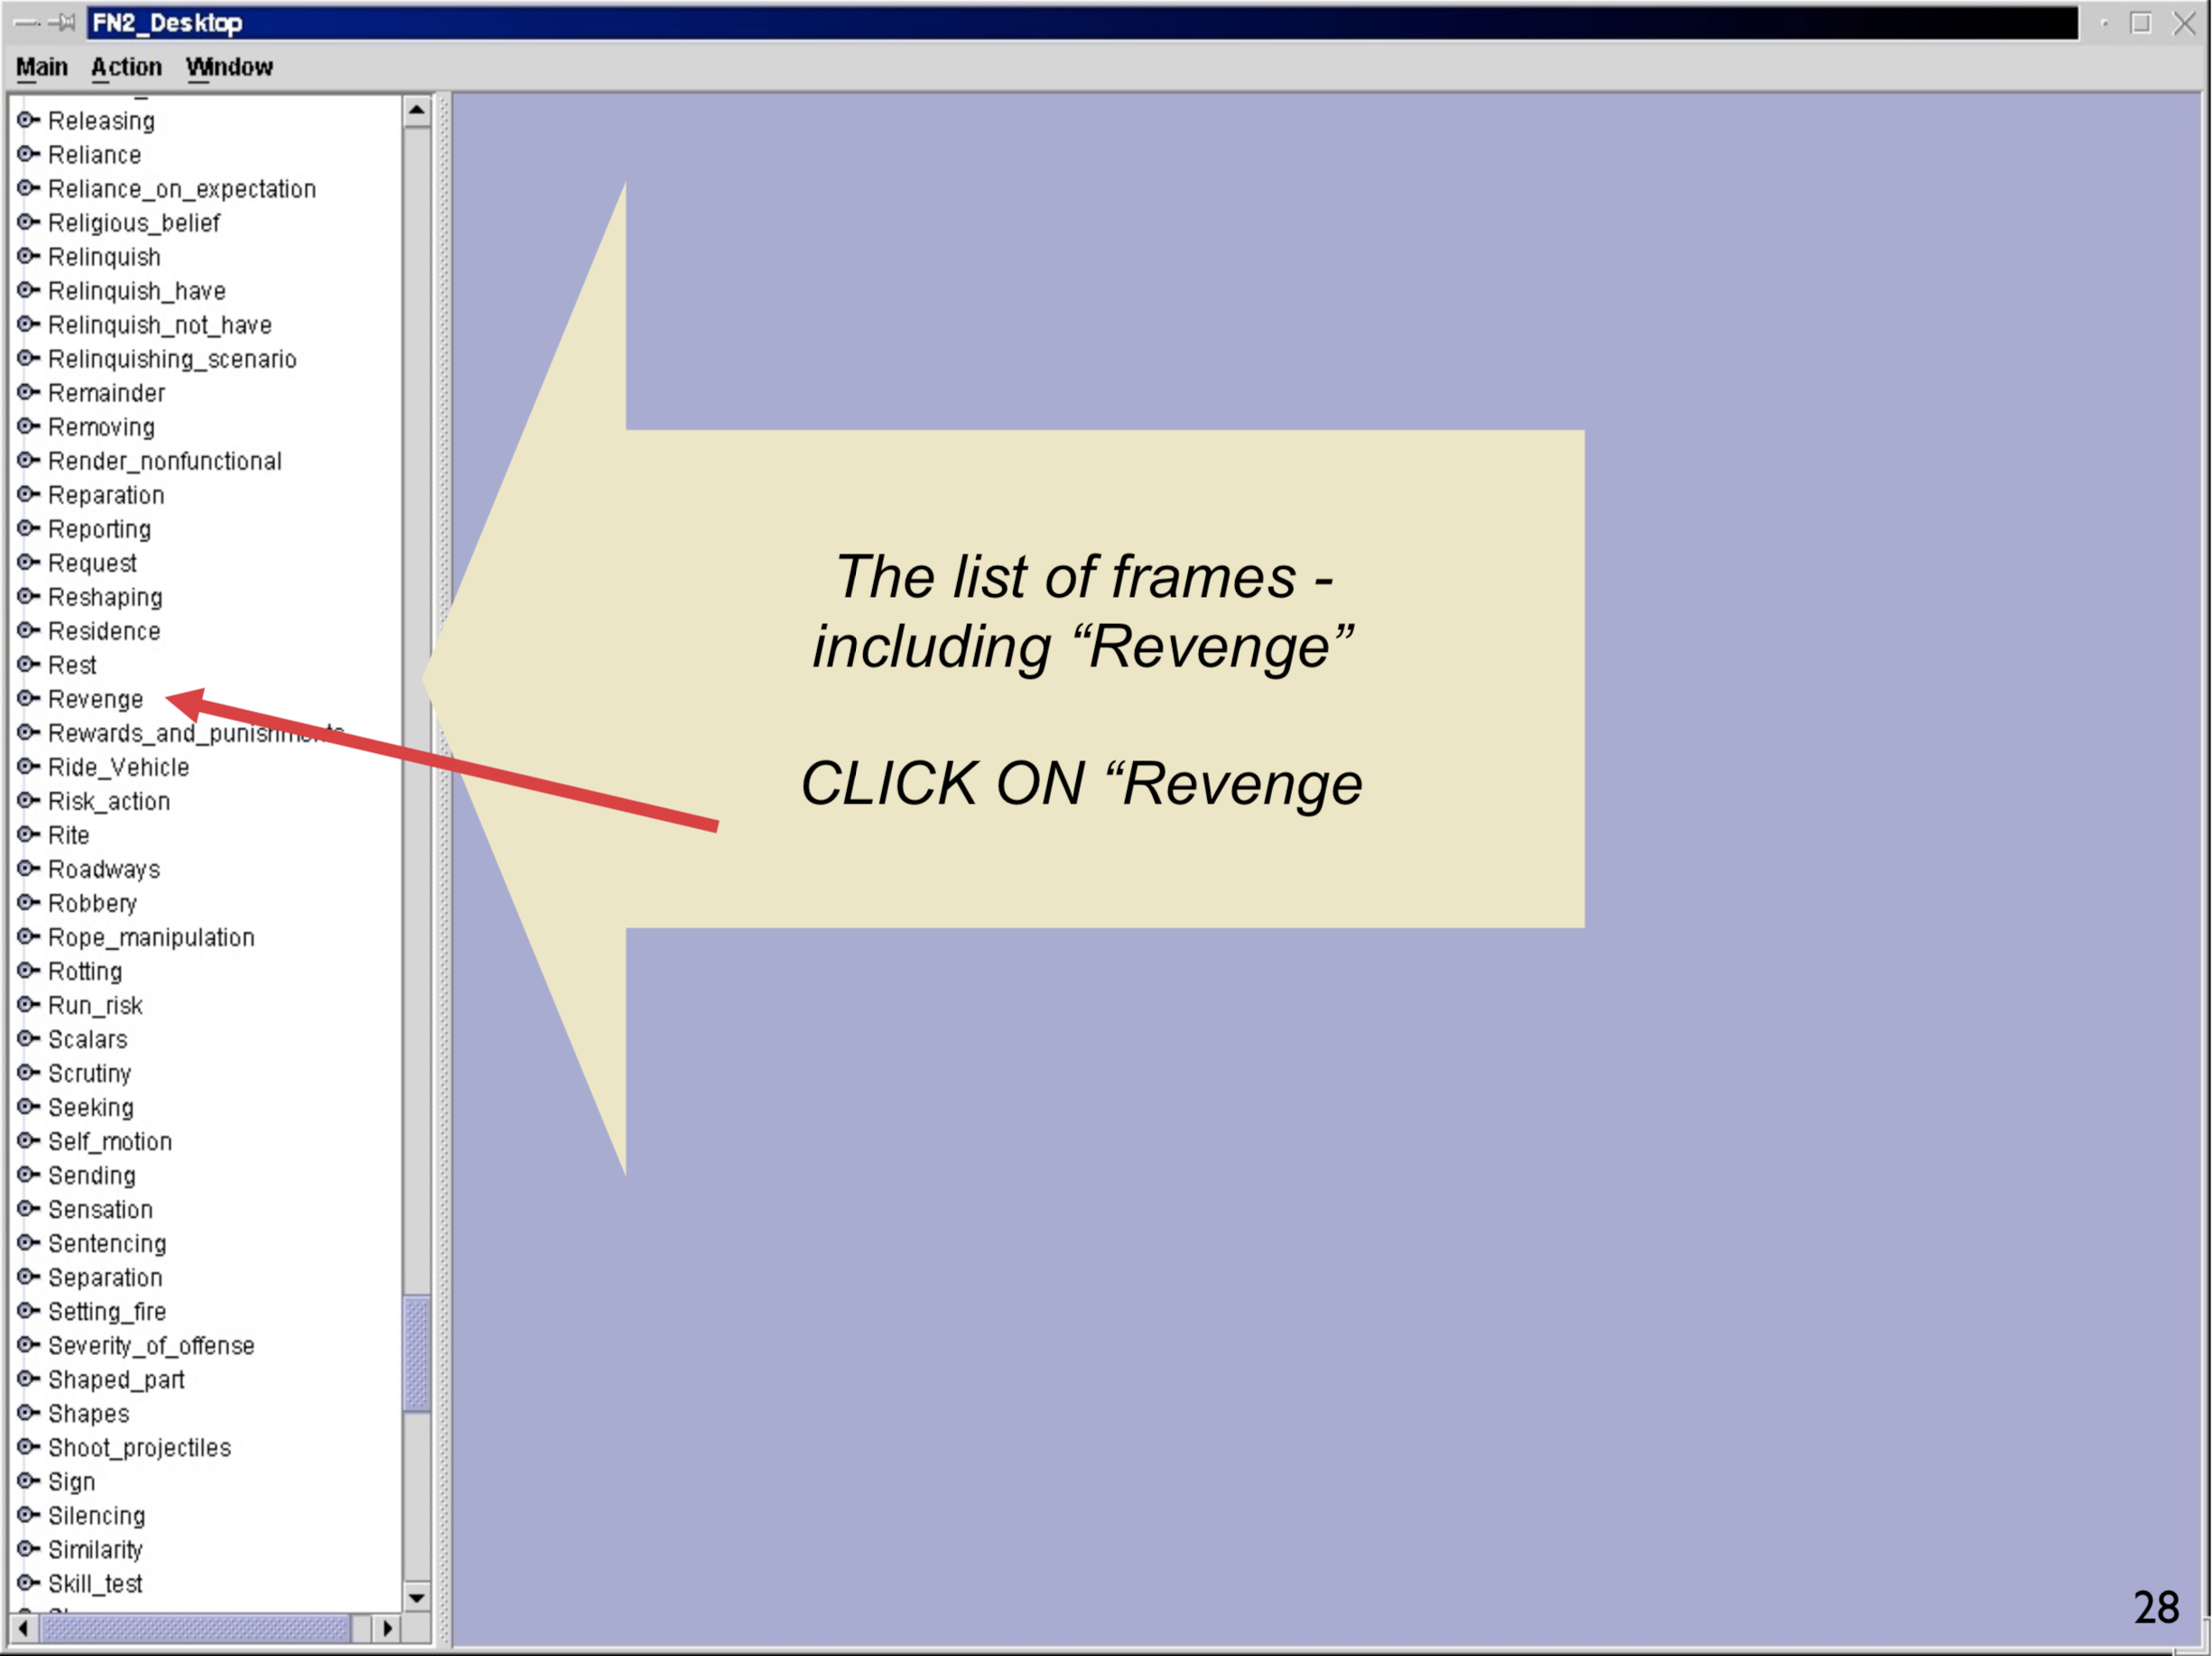 FN2_Desktop
Main Action Window
Releasing
Reliance
Reliance_on_expectation
Religious_belief
Relinquish
Relinquish_have
Relinquish_not_have
Relinquishing_scenario
Remainder
Removing
Render_nonfunctional
Reparation
Reporting
Request
Reshaping
Residence
Rest
Revenge
Rewards_and_punishments
Ride_Vehicle
Risk_action
Rite
Roadways
Robbery
Rope_manipulation
Rotting
Run_risk
Scalars
Scrutiny
Seeking
Self_motion
Sending
Sensation
Sentencing
Separation
Setting_fire
Severity_of_offense
Shaped_part
Shapes
Shoot_projectiles
Sign
Silencing
Similarity
Skill_test
The list of frames -
including “Revenge”
CLICK ON “Revenge
28